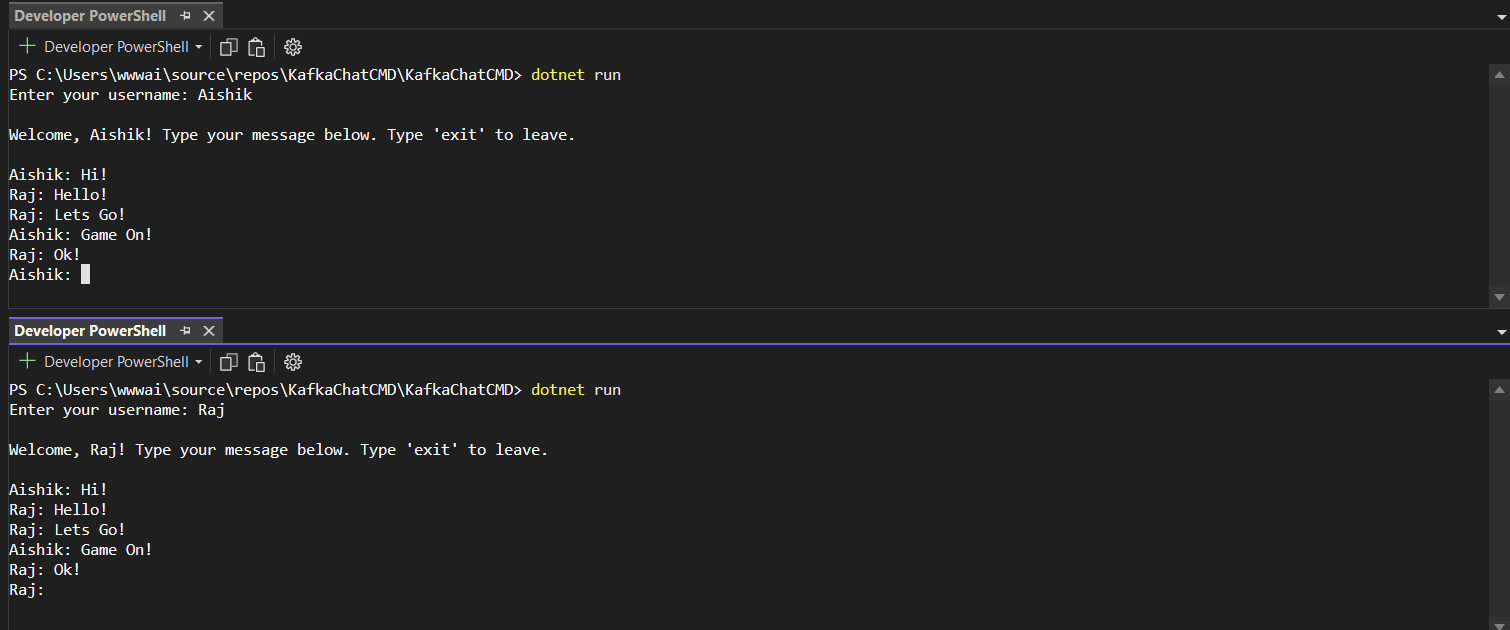 Developer PowerShell
Developer PowerShell
PS C:\Users\wwwai\source\repos\KafkaChatCMD\KafkaChatCMD> dotnet run
Enter your username: Aishik
Welcome, Aishik! Type your message below. Type 'exit' to leave.
Aishik: Hi!
Raj: Hello!
Raj: Lets Go!
Aishik: Game On!
Raj: Ok!
Aishik:
Developer PowerShell
Developer PowerShell
PS C:\Users\wwwai\source\repos\KafkaChatCMD\KafkaChatCMD> dotnet run
Enter your username: Raj
Welcome, Raj! Type your message below. Type 'exit' to leave.
Aishik: Hi!
Raj: Hello!
Raj: Lets Go!
Aishik: Game On!
Raj: Ok!
Raj: